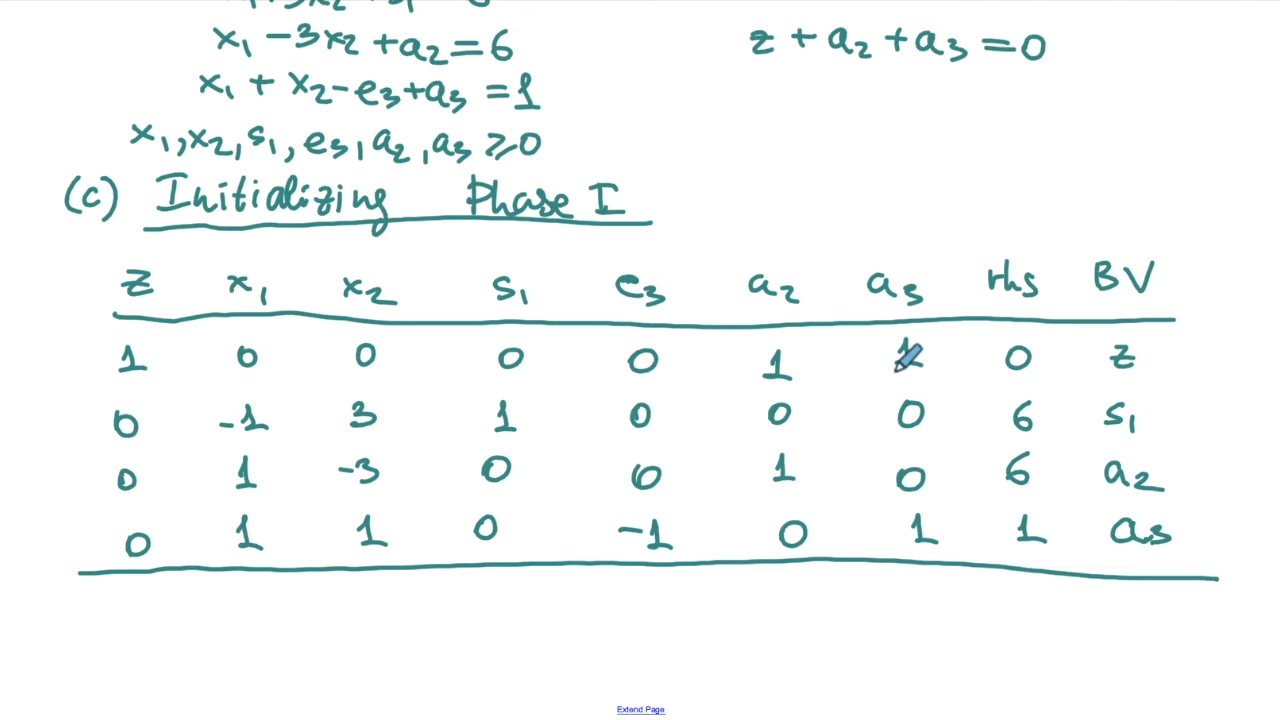 x₁ - 3x₂ + a₂ = 6
z + a₂ + a₃ = 0
x₁ + x₂ - e₃ + a₃ = 1
x₁, x₂, s₁, e₃, a₂, a₃ ⩾ 0
(c) Initializing Phase I
z x₁ x₂ s₁ e₃ a₂ a₃ rhs BV
1 0 0 0 0 1 1 0 z
0 -1 3 1 0 0 0 6 s₁
0 1 -3 0 0 1 0 6 a₂
0 1 1 0 -1 0 1 1 a₃
Extend Page